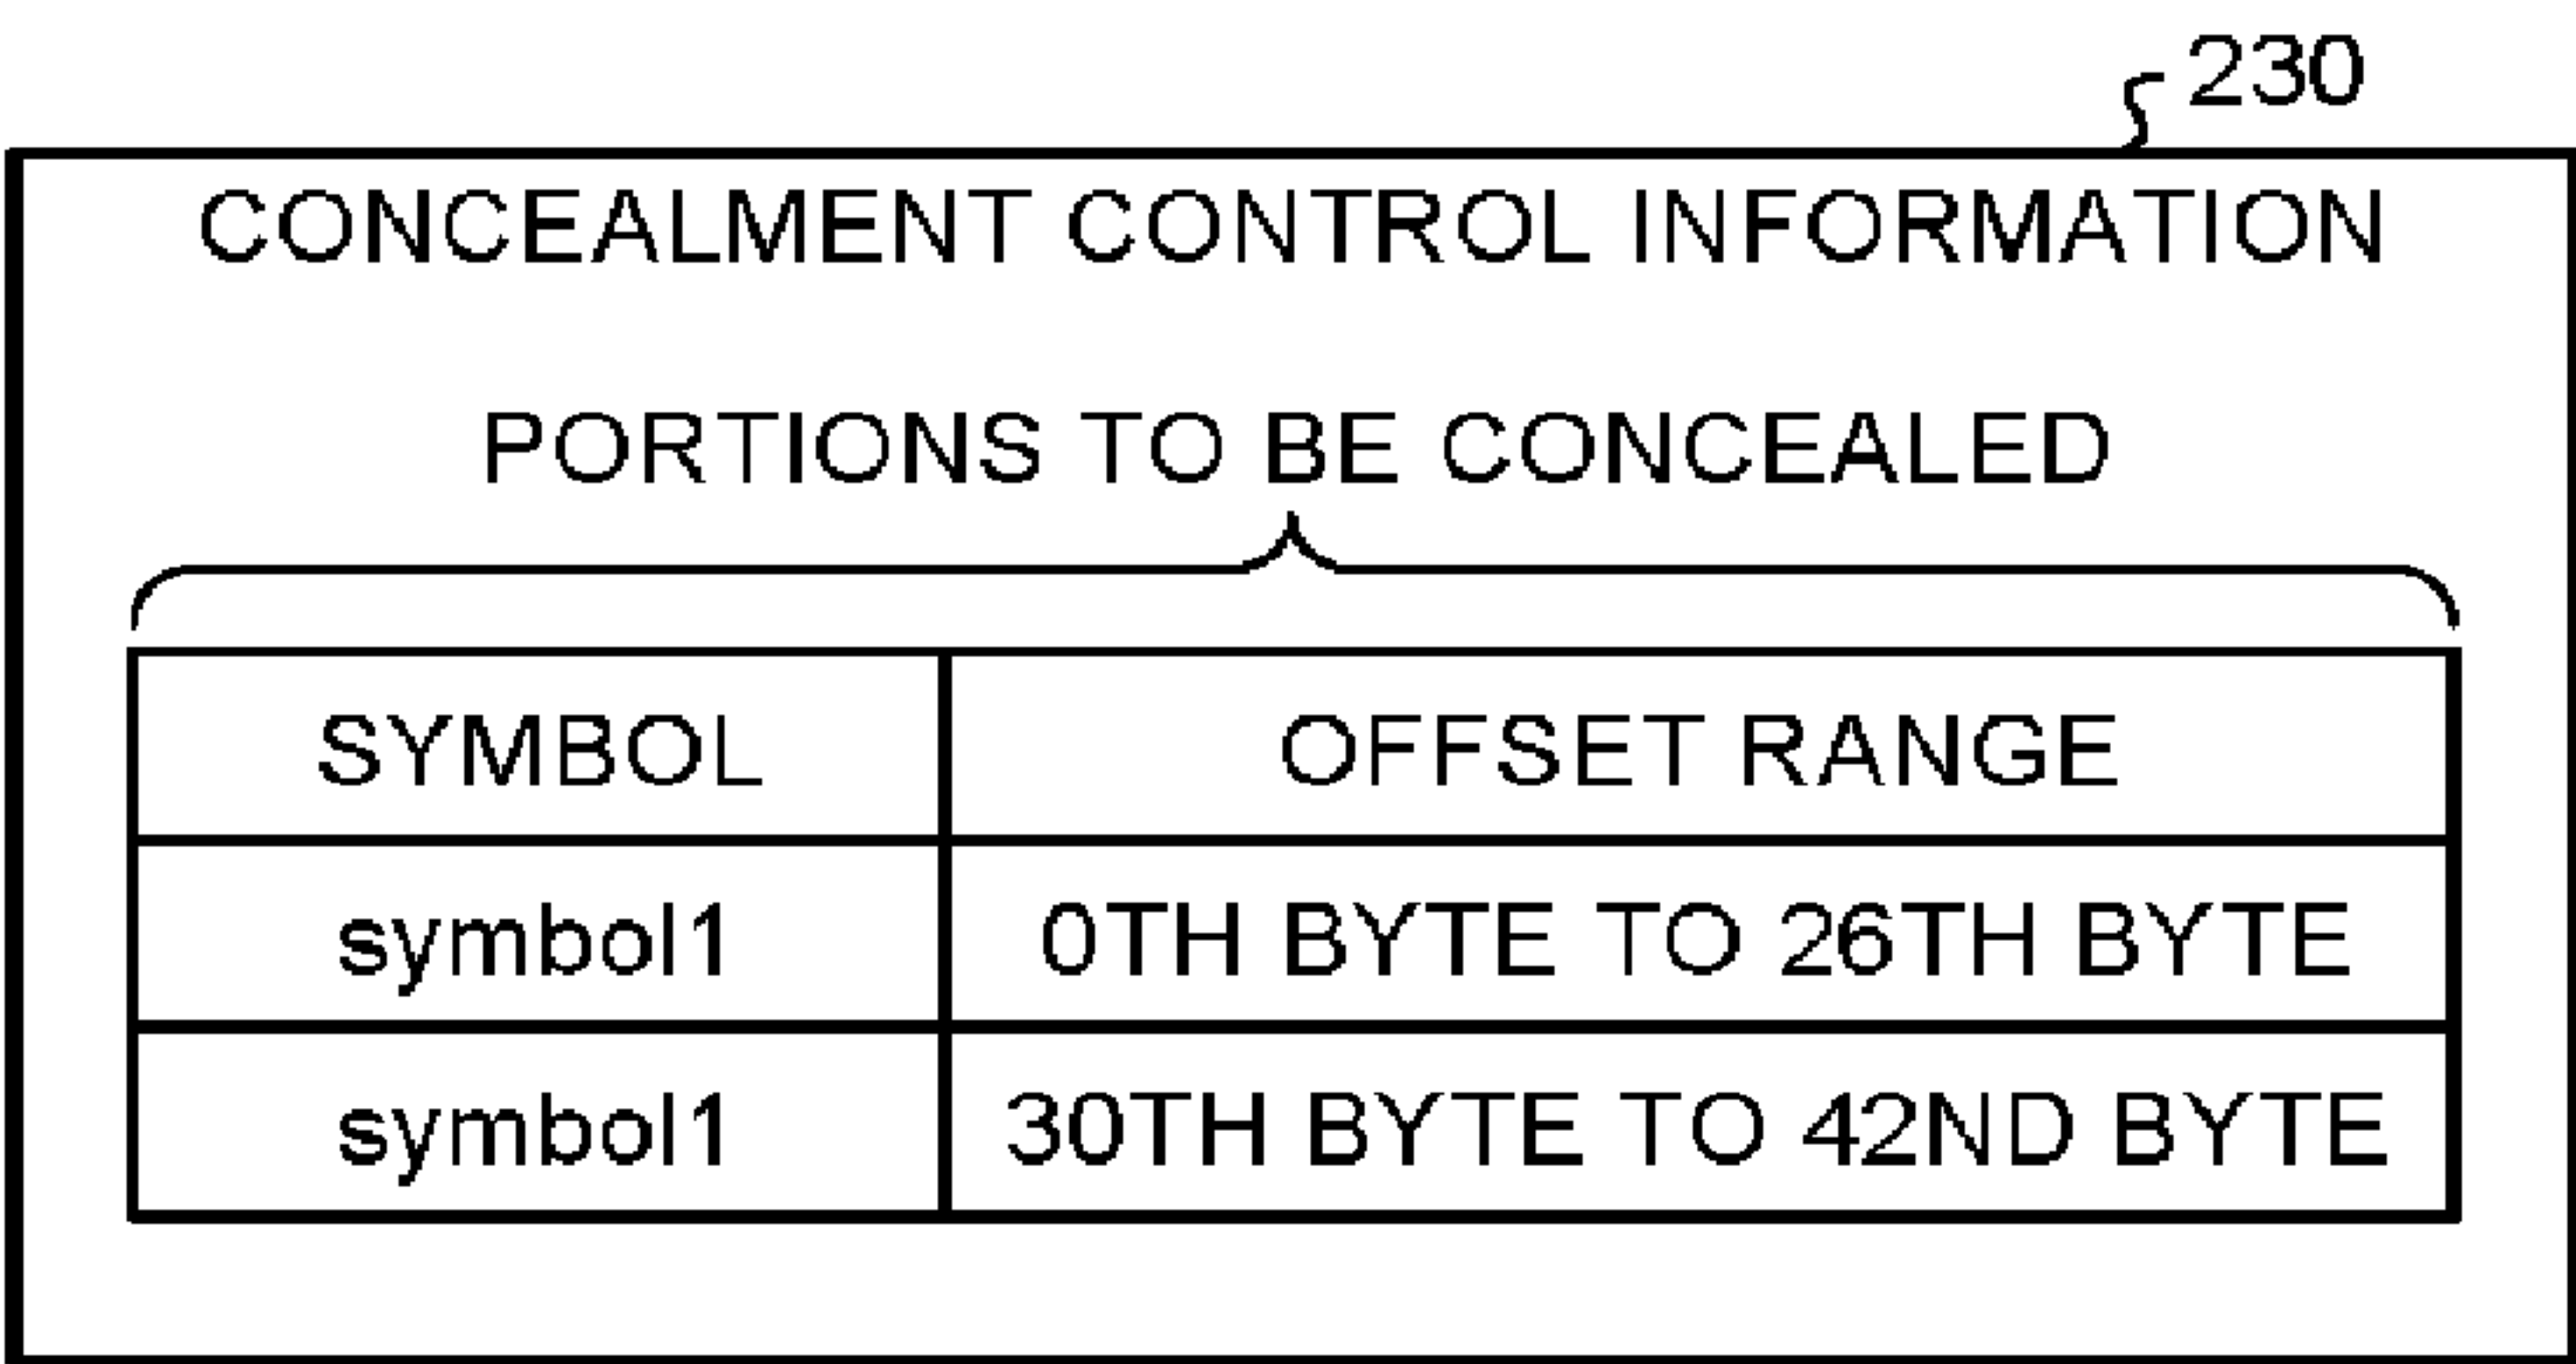 230
CONCEALMENT CONTROL INFORMATION
PORTIONS TO BE CONCEALED
SYMBOL OFFSET RANGE
symbol1 0TH BYTE TO 26TH BYTE
symbol1 30TH BYTE TO 42ND BYTE